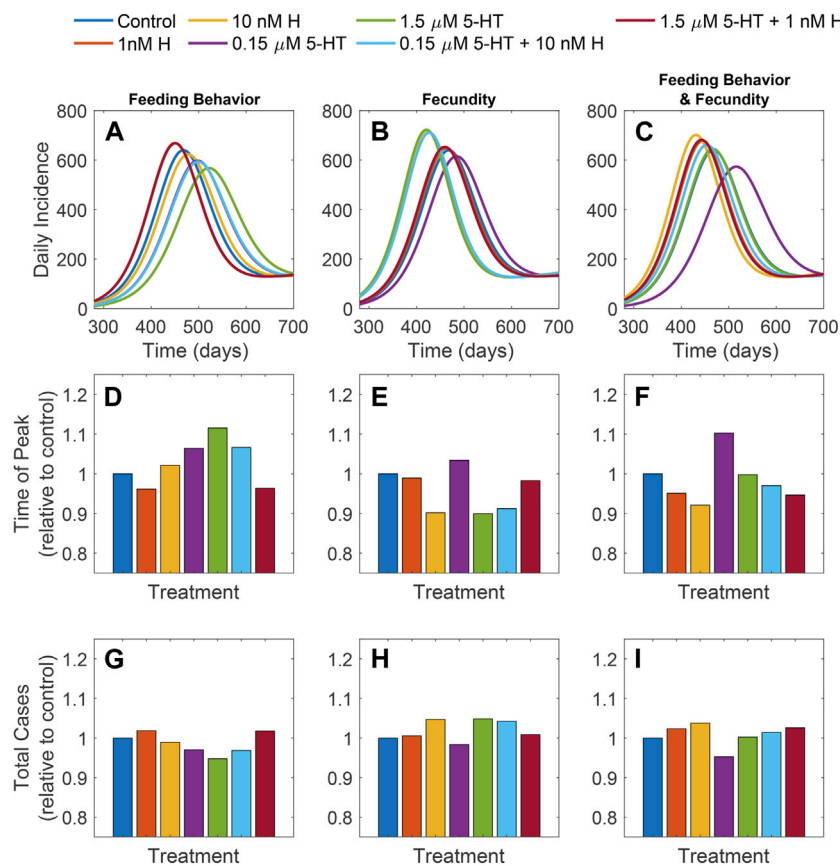 Control 10 nM H 1.5 μM 5-HT 1.5 μM 5-HT + 1 nM H
1nM H 0.15 μM 5-HT 0.15 μM 5-HT + 10 nM H
Feeding Behavior Fecundity Feeding Behavior
& Fecundity
A B C
Daily Incidence
800 800 800
600 600 600
400 400 400
200 200 200
0 0 0
300 400 500 600 700 300 400 500 600 700 300 400 500 600 700
Time (days) Time (days) Time (days)
D E F
Time of Peak
(relative to control)
1.2 1.2 1.2
1.1 1.1 1.1
1 1 1
0.9 0.9 0.9
0.8 0.8 0.8
Treatment Treatment Treatment
G H I
Total Cases
(relative to control)
1.2 1.2 1.2
1.1 1.1 1.1
1 1 1
0.9 0.9 0.9
0.8 0.8 0.8
Treatment Treatment Treatment